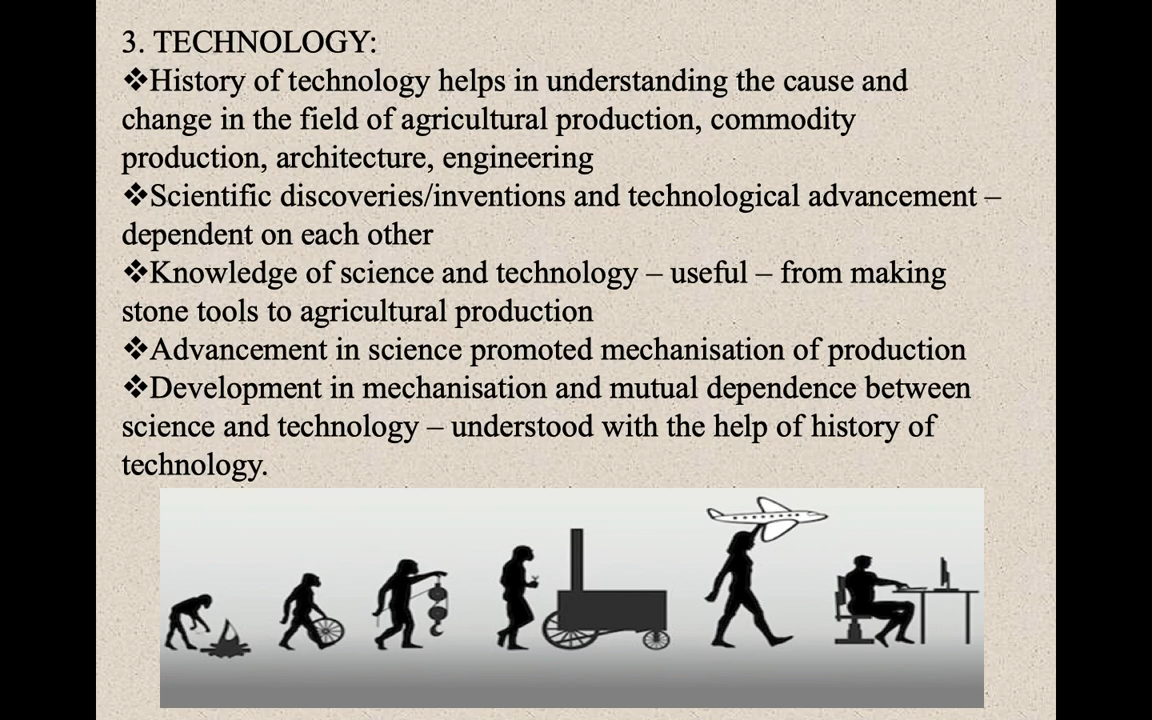 3. TECHNOLOGY:
❖History of technology helps in understanding the cause and
change in the field of agricultural production, commodity
production, architecture, engineering
❖Scientific discoveries/inventions and technological advancement –
dependent on each other
❖Knowledge of science and technology – useful – from making
stone tools to agricultural production
❖Advancement in science promoted mechanisation of production
❖Development in mechanisation and mutual dependence between
science and technology – understood with the help of history of
technology.